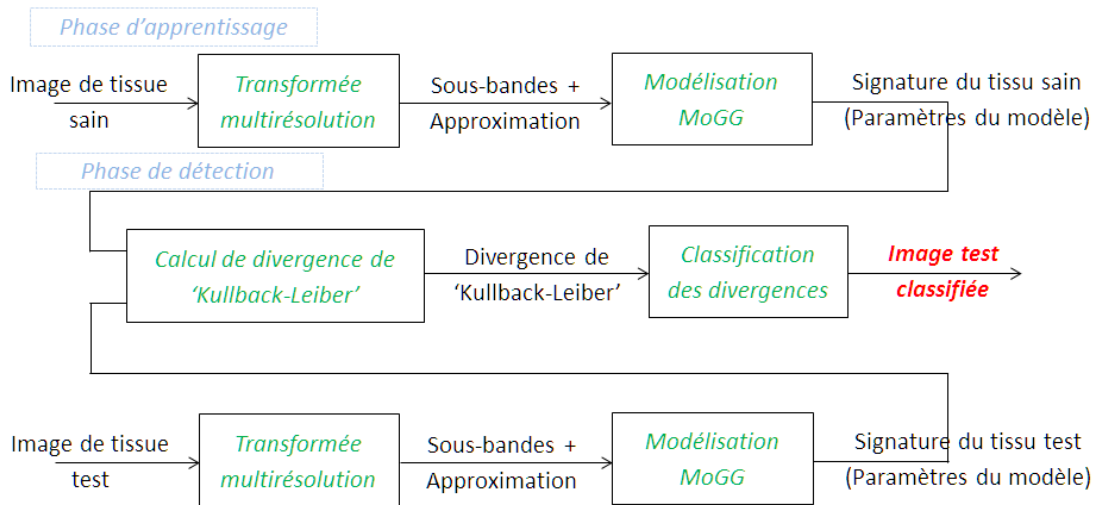 Phase d'apprentissage
Image de tissue
sain
Transformée
multirésolution
Sous-bandes +
Approximation
Modélisation
MoGG
Signature du tissu sain
(Paramètres du modèle)
Phase de détection
Calcul de divergence de
‘Kullback-Leiber’
Divergence de
‘Kullback-Leiber’
Classification
des divergences
Image test
classifiée
Image de tissue
test
Transformée
multirésolution
Sous-bandes +
Approximation
Modélisation
MoGG
Signature du tissu test
(Paramètres du modèle)